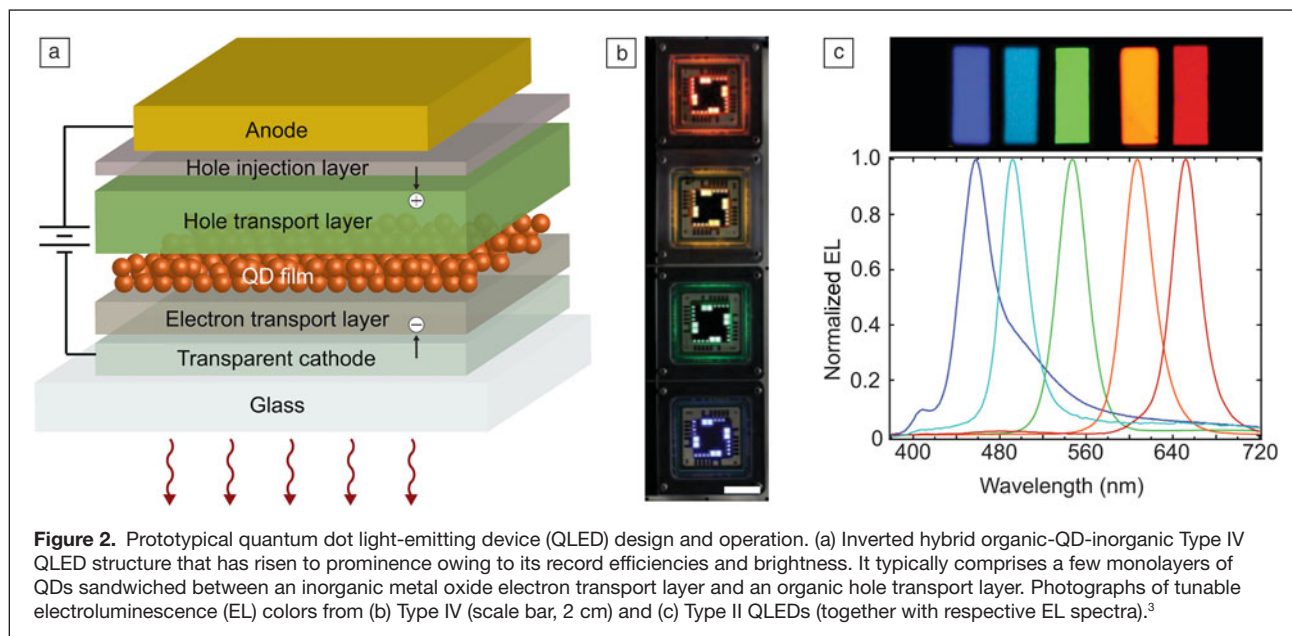 a
Anode
Hole injection layer
+
Hole transport layer
QD film
Electron transport layer
−
Transparent cathode
Glass
b
c
Normalized EL
1.0
0.8
0.6
0.4
0.2
0
400 480 560 640 720
Wavelength (nm)
Figure 2. Prototypical quantum dot light-emitting device (QLED) design and operation. (a) Inverted hybrid organic-QD-inorganic Type IV
QLED structure that has risen to prominence owing to its record efficiencies and brightness. It typically comprises a few monolayers of
QDs sandwiched between an inorganic metal oxide electron transport layer and an organic hole transport layer. Photographs of tunable
electroluminescence (EL) colors from (b) Type IV (scale bar, 2 cm) and (c) Type II QLEDs (together with respective EL spectra).3